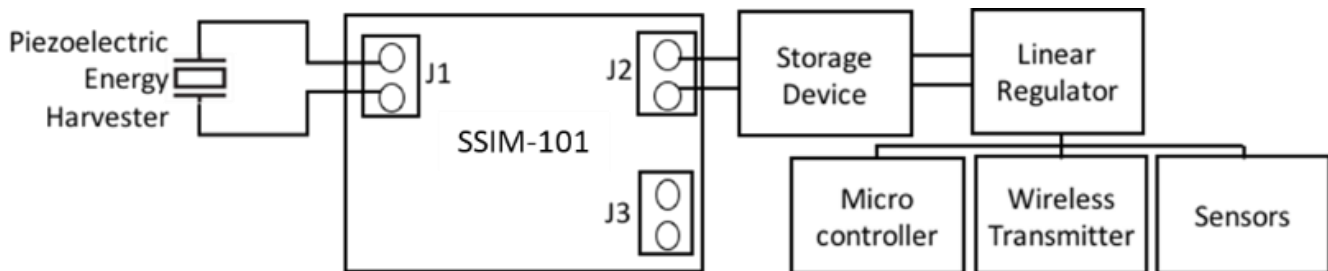 Piezoelectric
Energy
Harvester
J1
SSIM-101
J2
J3
Storage
Device
Linear
Regulator
Micro
controller
Wireless
Transmitter
Sensors